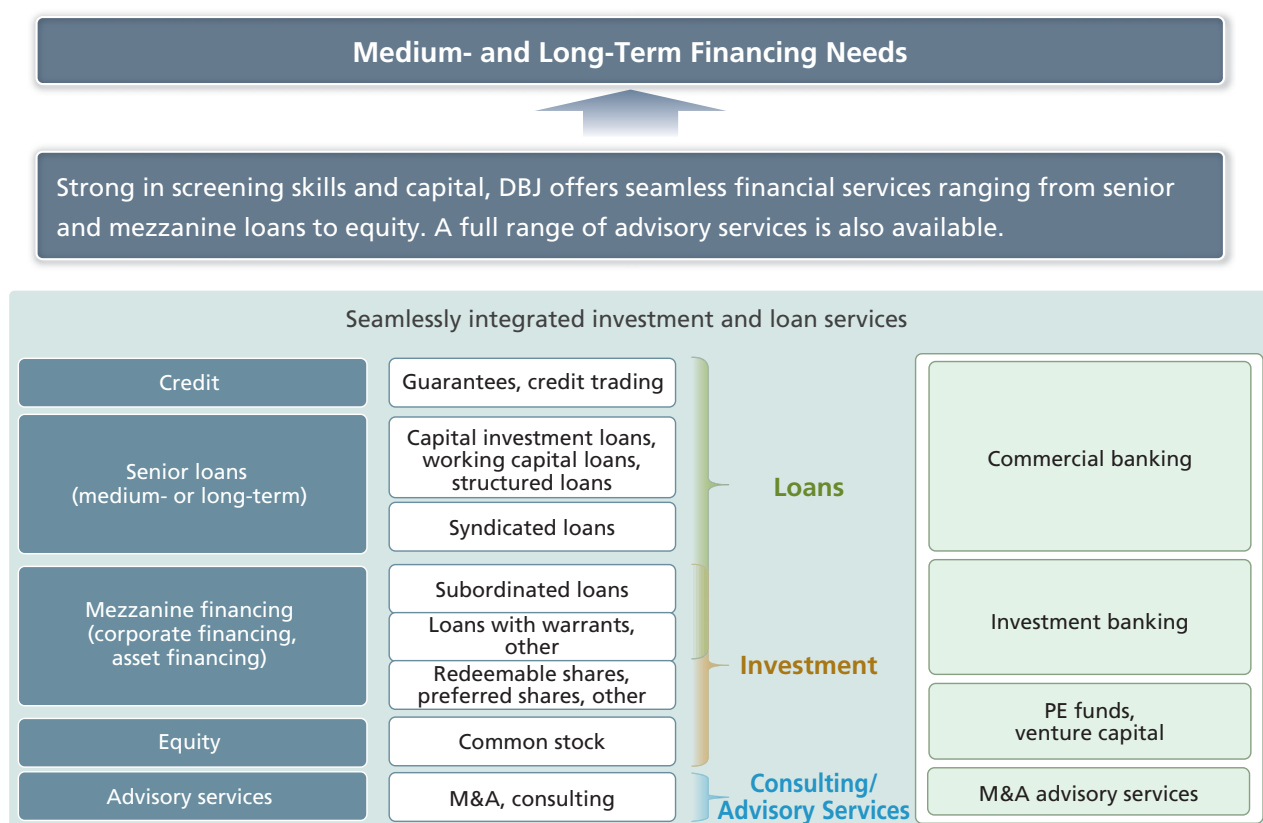 Medium- and Long-Term Financing Needs
Strong in screening skills and capital, DBJ offers seamless financial services ranging from senior
and mezzanine loans to equity. A full range of advisory services is also available.
Seamlessly integrated investment and loan services
Credit
Guarantees, credit trading
Senior loans
(medium- or long-term)
Capital investment loans,
working capital loans,
structured loans
Syndicated loans
Loans
Commercial banking
Mezzanine financing
(corporate financing,
asset financing)
Subordinated loans
Loans with warrants,
other
Redeemable shares,
preferred shares, other
Investment
Investment banking
Equity
Common stock
PE funds,
venture capital
Advisory services
M&A, consulting
Consulting/
Advisory Services
M&A advisory services